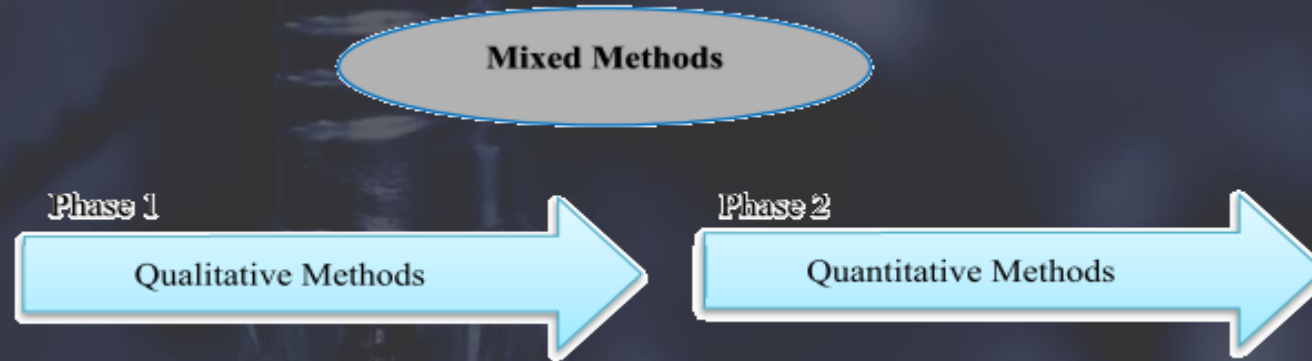 Mixed Methods
Phase 1
Phase 2
Qualitative Methods
Quantitative Methods